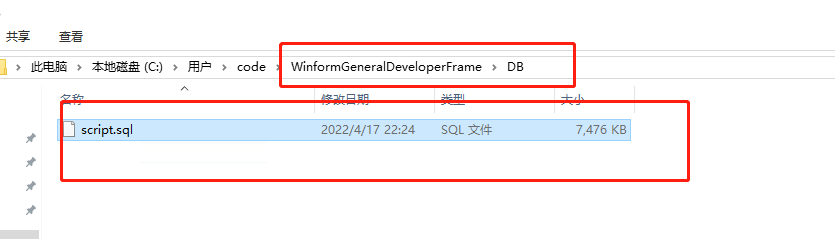 共享 查看
此电脑 › 本地磁盘 (C:) › 用户 › code › WinformGeneralDeveloperFrame › DB
名称 修改日期 类型 大小
script.sql 2022/4/17 22:24 SQL 文件 7,476 KB